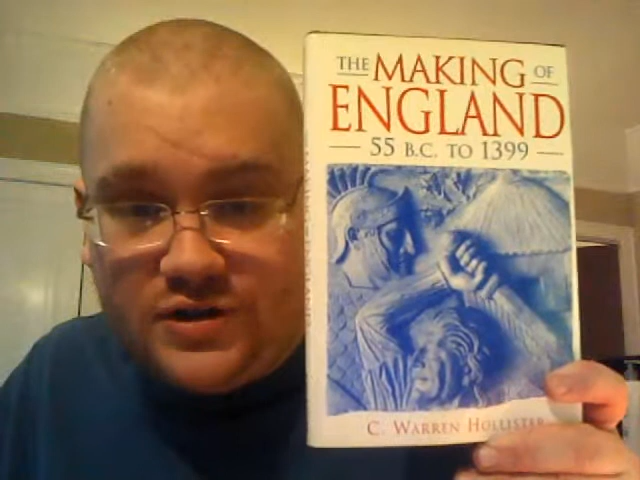 THE MAKING OF
ENGLAND
55 B.C. TO 1399
C. WARREN HOLLISTER